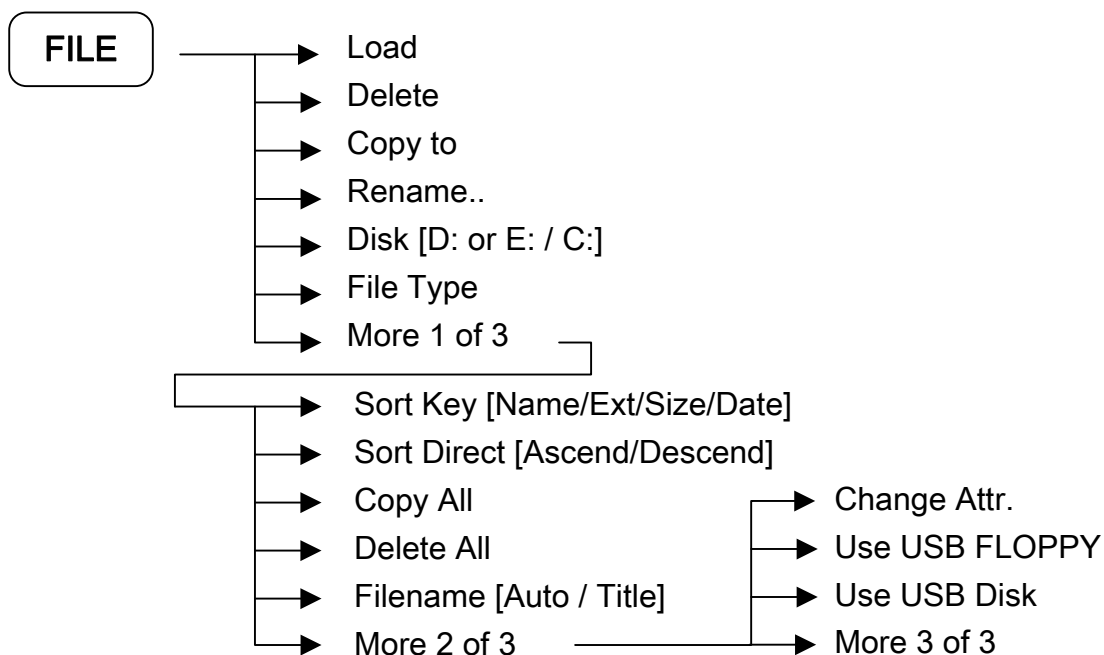 FILE
Load
Delete
Copy to
Rename..
Disk [D: or E: / C:]
File Type
More 1 of 3
Sort Key [Name/Ext/Size/Date]
Sort Direct [Ascend/Descend]
Copy All
Delete All
Filename [Auto / Title]
More 2 of 3
Change Attr.
Use USB FLOPPY
Use USB Disk
More 3 of 3